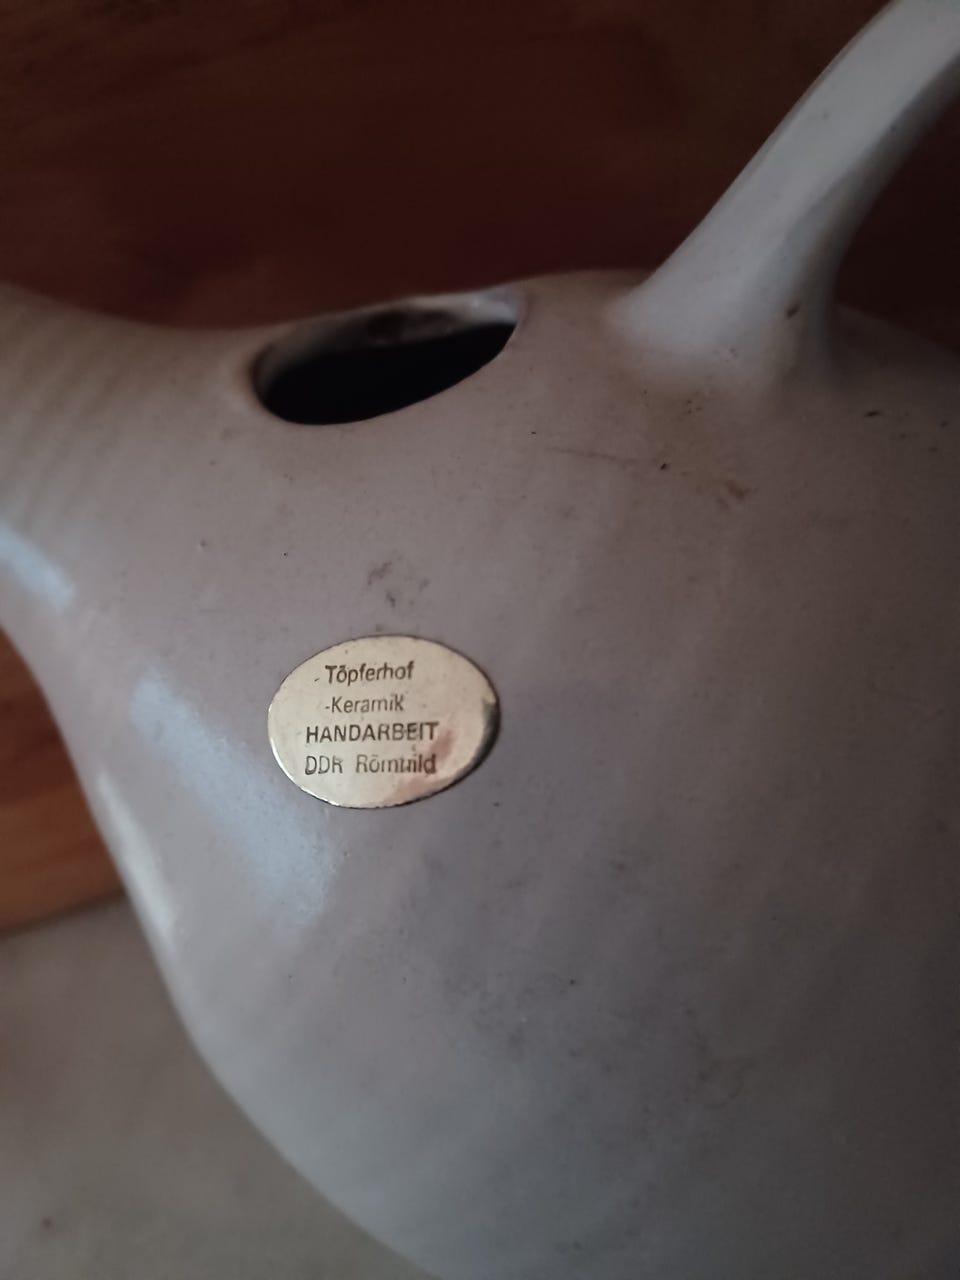 Töpferhof
-Keramik
HANDARBEIT
DDR Römhild